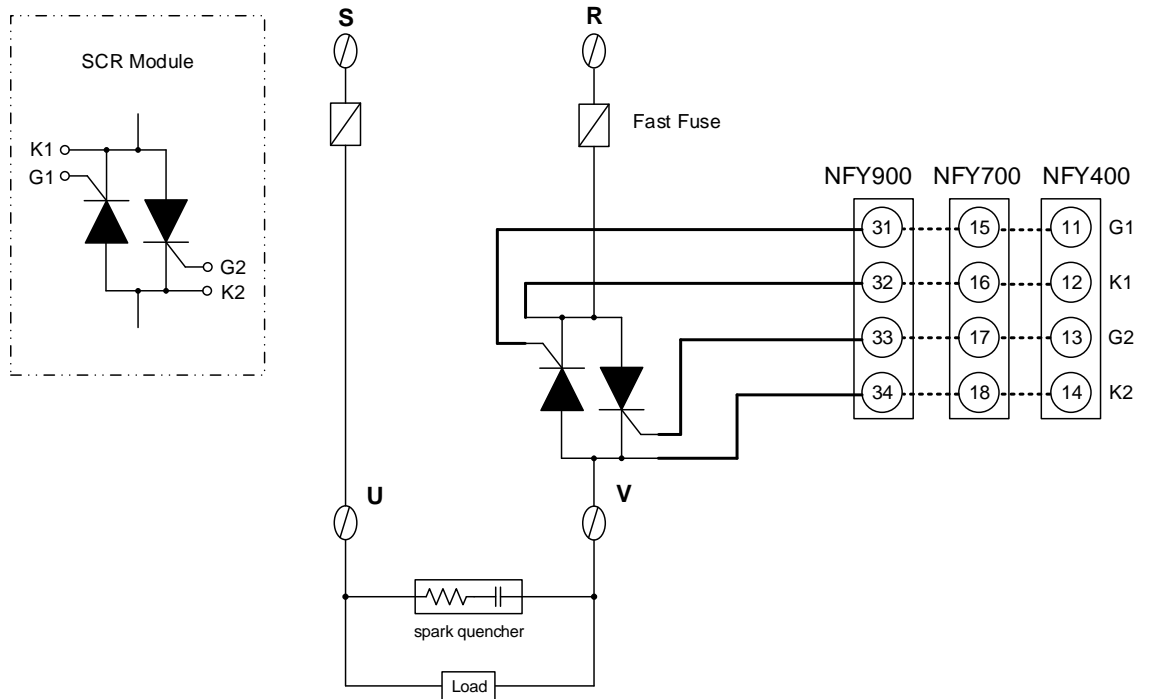 S
R
SCR Module
Fast Fuse
K1
G1
G2
K2
NFY900 NFY700 NFY400
31 15 11 G1
32 16 12 K1
33 17 13 G2
34 18 14 K2
U
V
spark quencher
Load